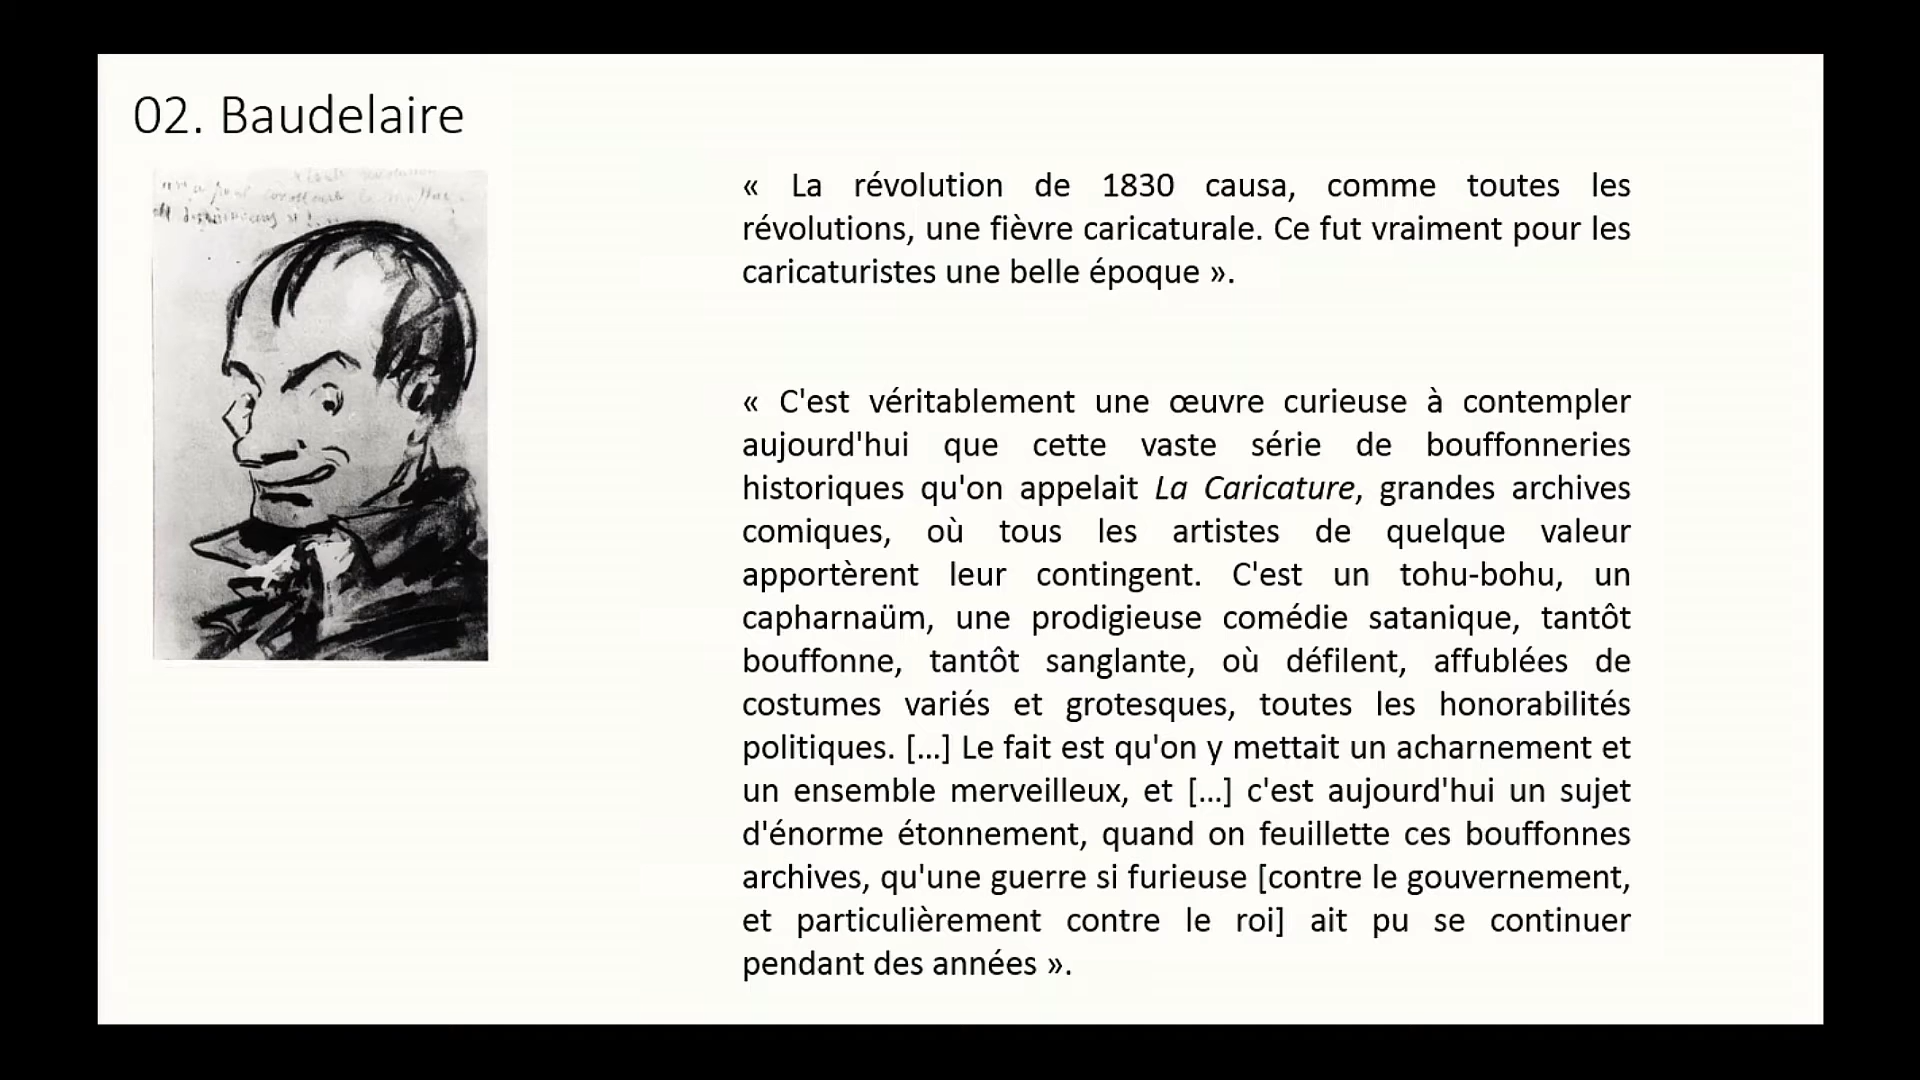 02. Baudelaire
« La révolution de 1830 causa, comme toutes les
révolutions, une fièvre caricaturale. Ce fut vraiment pour les
caricaturistes une belle époque ».
« C'est véritablement une œuvre curieuse à contempler
aujourd'hui que cette vaste série de bouffonneries
historiques qu'on appelait La Caricature, grandes archives
comiques, où tous les artistes de quelque valeur
apportèrent leur contingent. C'est un tohu-bohu, un
capharnaüm, une prodigieuse comédie satanique, tantôt
bouffonne, tantôt sanglante, où défilent, affublées de
costumes variés et grotesques, toutes les honorabilités
politiques. […] Le fait est qu'on y mettait un acharnement et
un ensemble merveilleux, et […] c'est aujourd'hui un sujet
d'énorme étonnement, quand on feuillette ces bouffonnes
archives, qu'une guerre si furieuse [contre le gouvernement,
et particulièrement contre le roi] ait pu se continuer
pendant des années ».